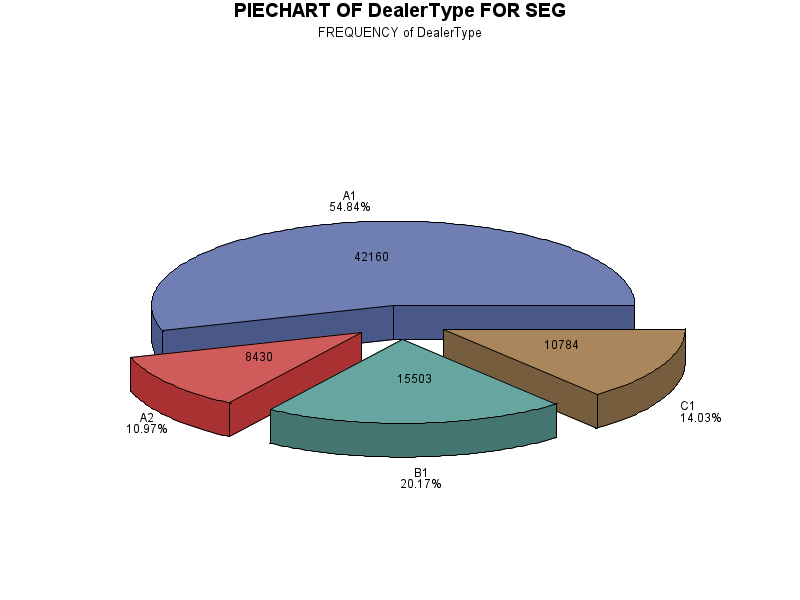 PIECHART OF DealerType FOR SEG
FREQUENCY of DealerType
A1
54.84%
42160
8430
15503
10784
A2
10.97%
B1
20.17%
C1
14.03%